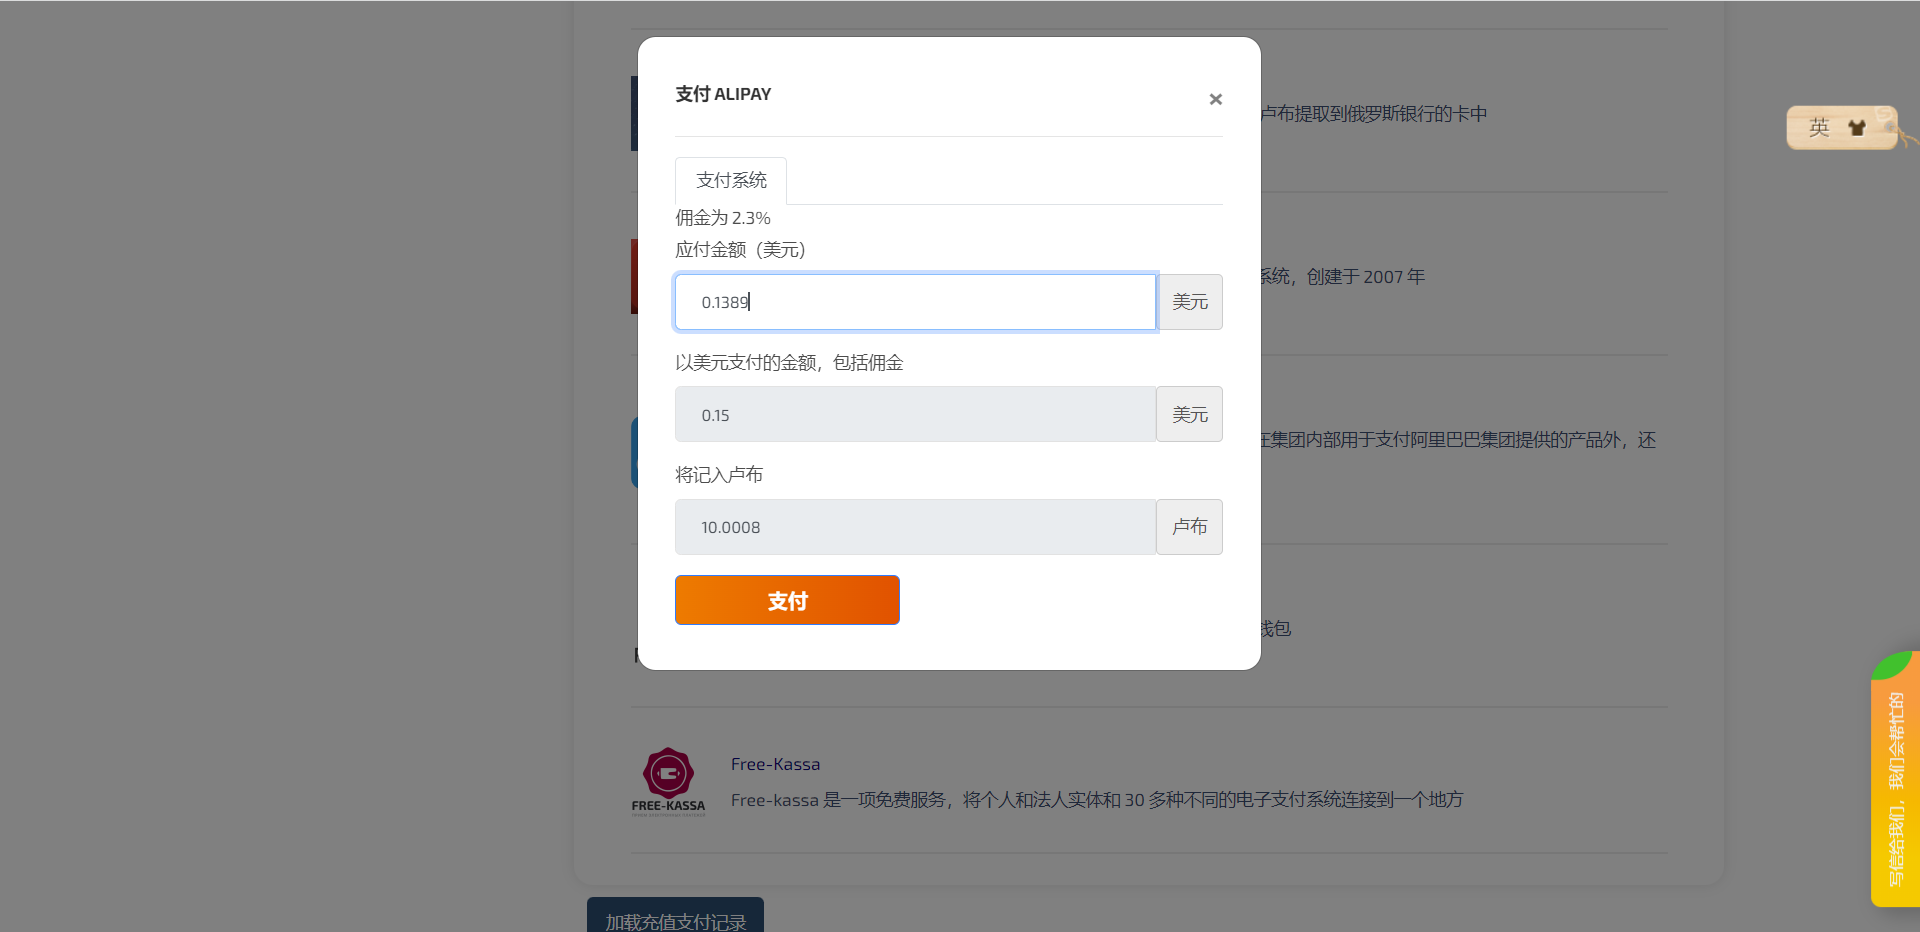 支付 ALIPAY
×
卢布提取到俄罗斯银行的卡中
英
支付系统
佣金为 2.3%
应付金额（美元）
0.1389
美元
系统，创建于 2007 年
以美元支付的金额，包括佣金
0.15
美元
在集团内部用于支付阿里巴巴集团提供的产品外，还
将记入卢布
10.0008
卢布
支付
钱包
写信给我们，我们会帮忙的
Free-Kassa
FREE-KASSA
Free-kassa 是一项免费服务，将个人和法人实体和 30 多种不同的电子支付系统连接到一个地方
加载充值支付记录